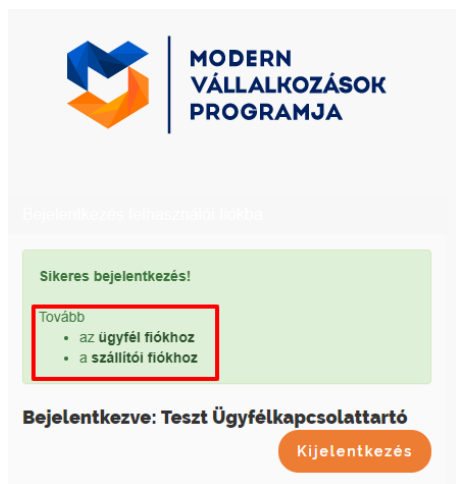 MODERN
VÁLLALKOZÁSOK
PROGRAMJA
Bejelentkezés felhasználói fiókba
Sikeres bejelentkezés!
Tovább
• az ügyfél fiókhoz
• a szállítói fiókhoz
Bejelentkezve: Teszt Ügyfélkapcsolattartó
Kijelentkezés